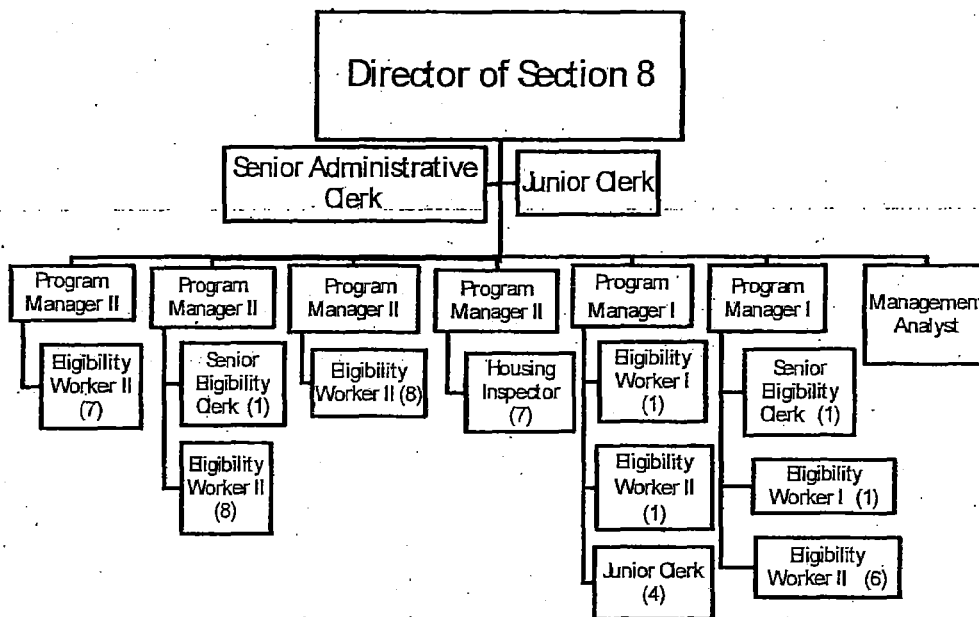 Director of Section 8
Senior Administrative
Clerk
Junior Clerk
Program
Manager II
Program
Manager II
Program
Manager II
Program
Manager II
Program
Manager I
Program
Manager I
Management
Analyst
Eligibility
Worker II
(7)
Senior
Eligibility
Clerk (1)
Eligibility
Worker II
(8)
Eligibility
Worker II (8)
Housing
Inspector
(7)
Eligibility
Worker I
(1)
Eligibility
Worker II
(1)
Junior Clerk
(4)
Senior
Eligibility
Clerk (1)
Eligibility
Worker I (1)
Eligibility
Worker II (6)